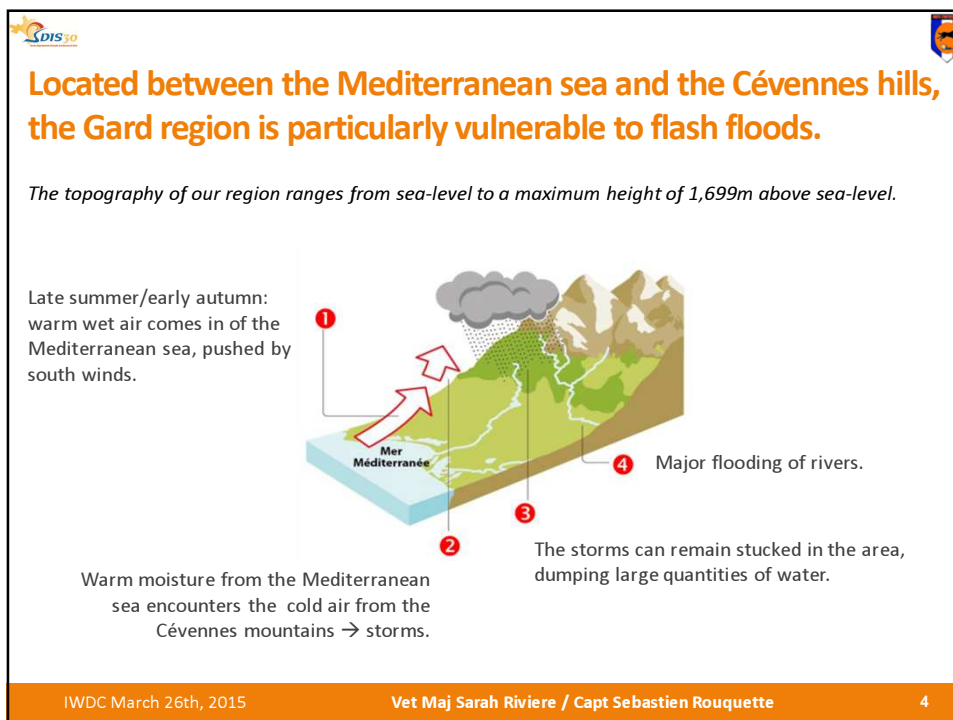 SDIS30
Located between the Mediterranean sea and the Cévennes hills,
the Gard region is particularly vulnerable to flash floods.
The topography of our region ranges from sea-level to a maximum height of 1,699m above sea-level.
Late summer/early autumn:
warm wet air comes in of the
Mediterranean sea, pushed by
south winds.
1
Mer
Méditerranée
4
Major flooding of rivers.
3
2
The storms can remain stucked in the area,
dumping large quantities of water.
Warm moisture from the Mediterranean
sea encounters the cold air from the
Cévennes mountains → storms.
IWDC March 26th, 2015
Vet Maj Sarah Riviere / Capt Sebastien Rouquette
4